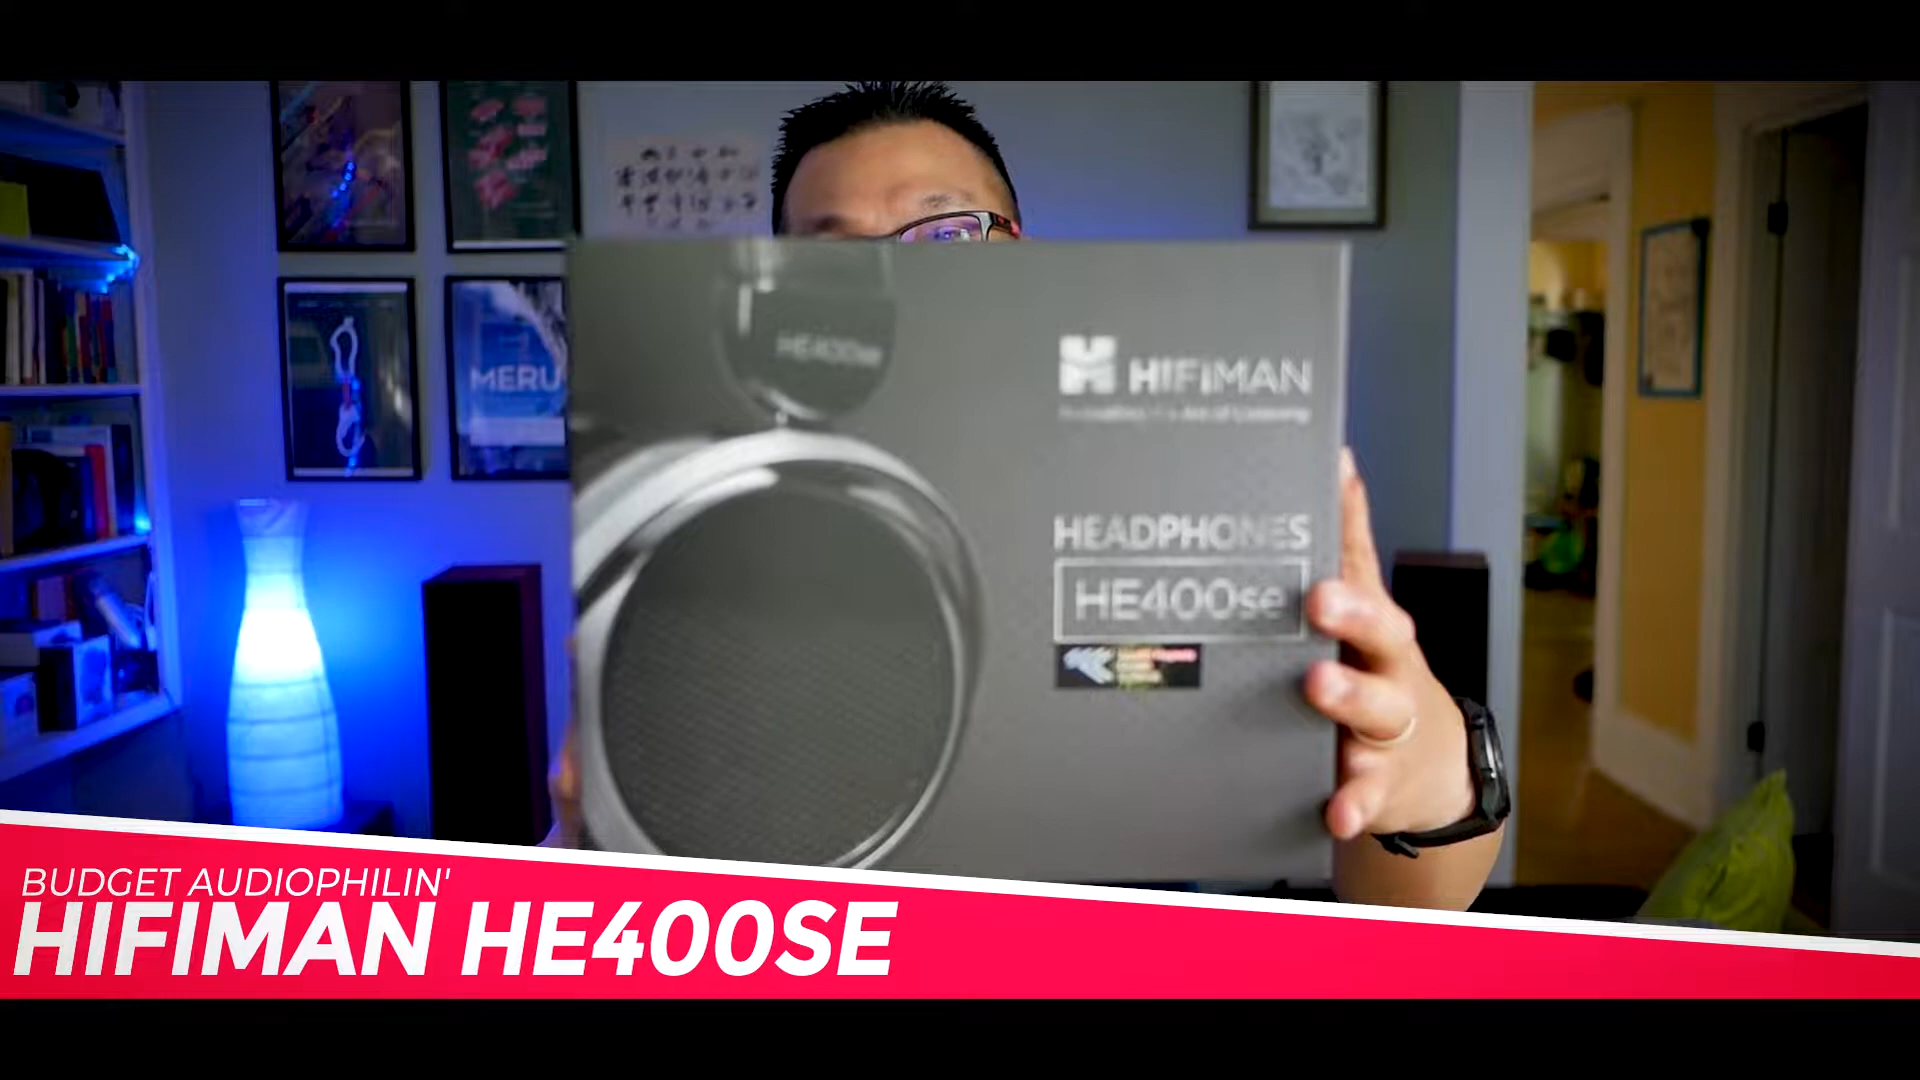 MERU
HE400se
HIFIMAN
HEADPHONES
HE400se
BUDGET AUDIOPHILIN'
HIFIMAN HE400SE